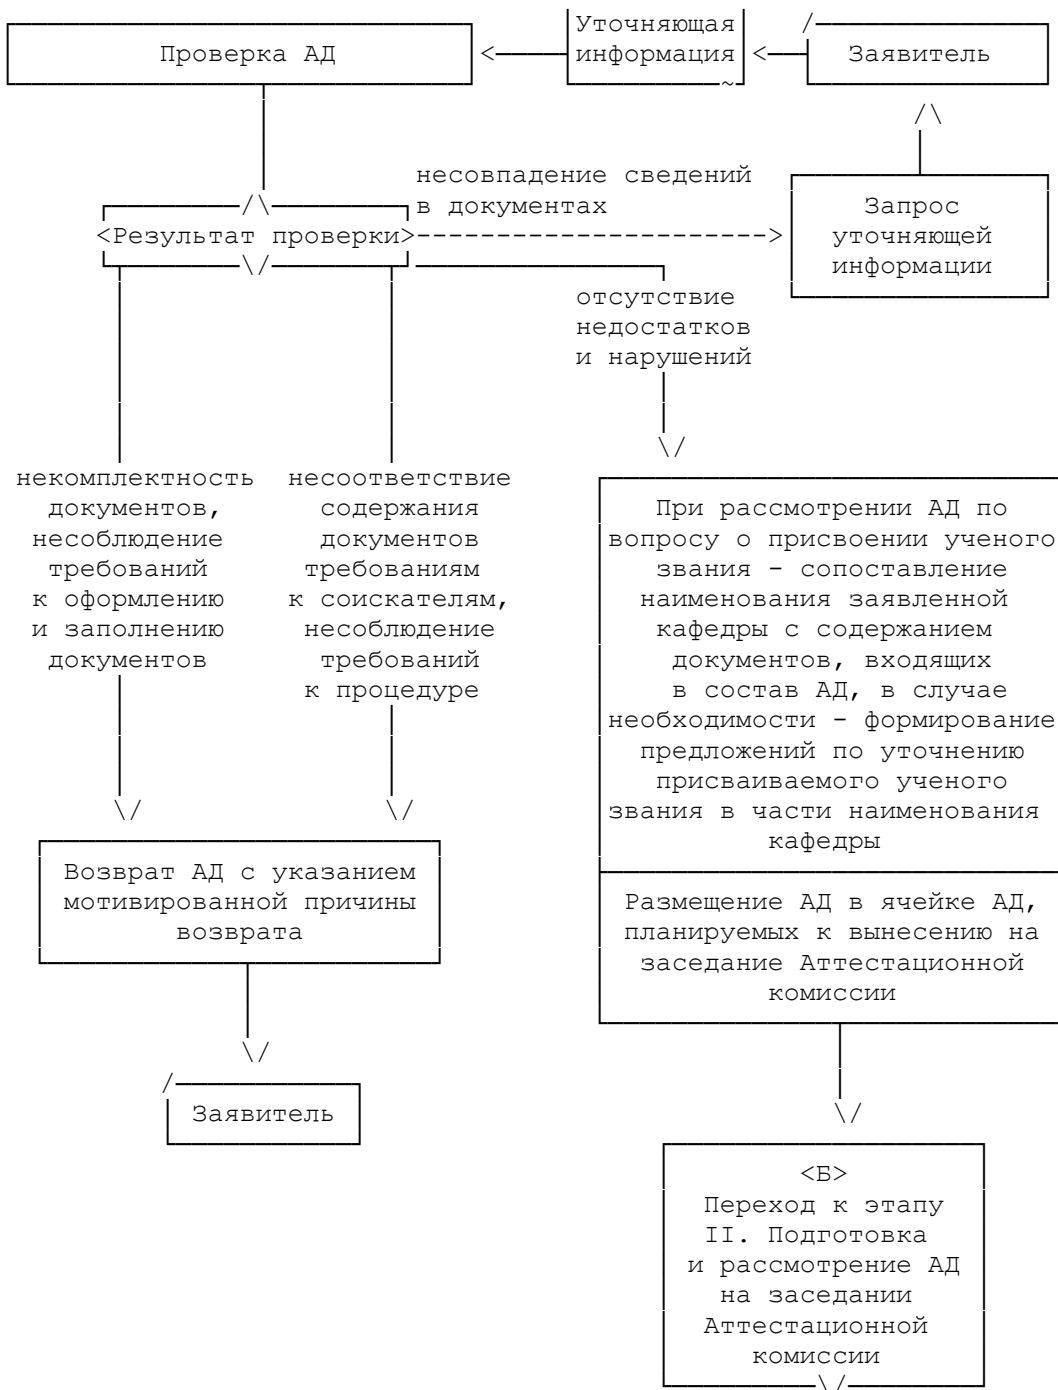 Проверка АД
Уточняющая
информация
Заявитель
несовпадение сведений
в документах
<Результат проверки>
Запрос
уточняющей
информации
отсутствие
недостатков
и нарушений
некомплектность
документов,
несоблюдение
требований
к оформлению
и заполнению
документов
несоответствие
содержания
документов
требованиям
к соискателям,
несоблюдение
требований
к процедуре
При рассмотрении АД по
вопросу о присвоении ученого
звания - сопоставление
наименования заявленной
кафедры с содержанием
документов, входящих
в состав АД, в случае
необходимости - формирование
предложений по уточнению
присваиваемого ученого
звания в части наименования
кафедры
Возврат АД с указанием
мотивированной причины
возврата
Размещение АД в ячейке АД,
планируемых к вынесению на
заседание Аттестационной
комиссии
Заявитель
<Б>
Переход к этапу
II. Подготовка
и рассмотрение АД
на заседании
Аттестационной
комиссии